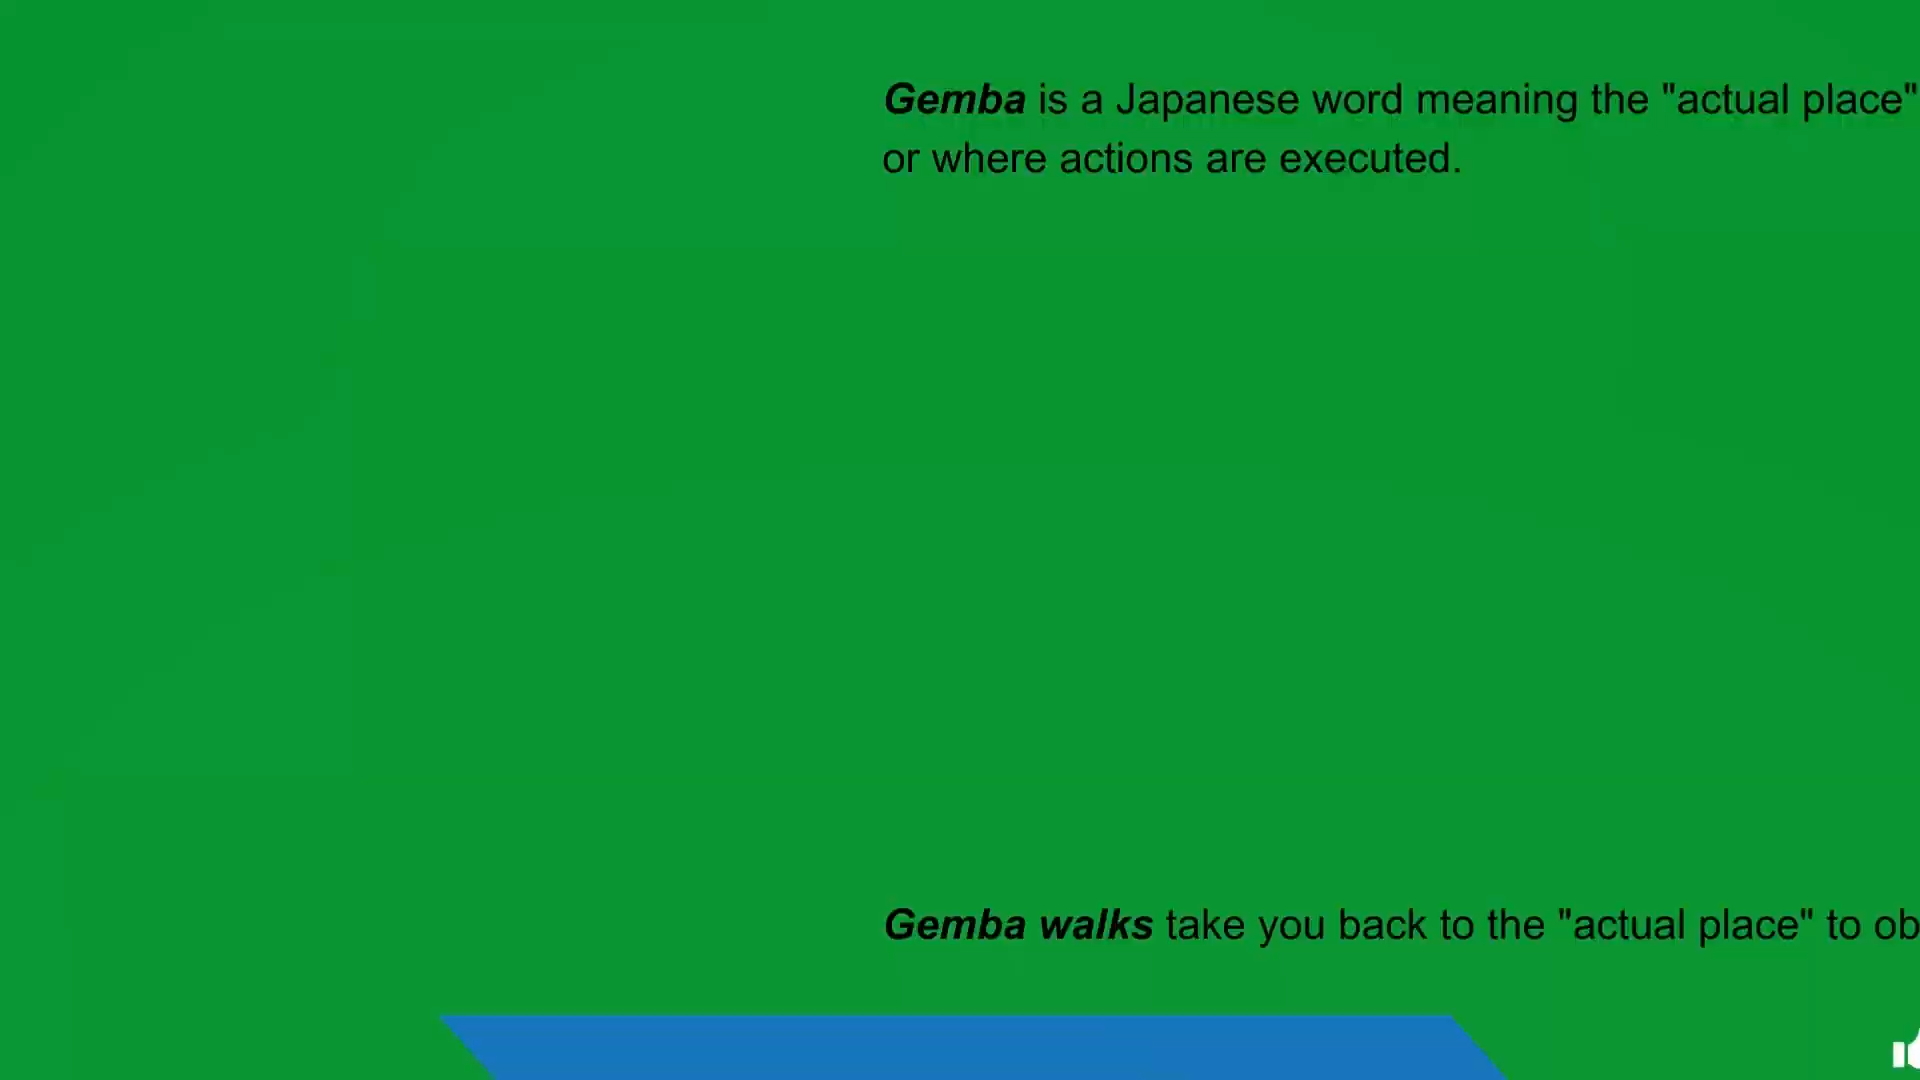 Gemba is a Japanese word meaning the "actual place"
or where actions are executed.
Gemba walks take you back to the "actual place" to